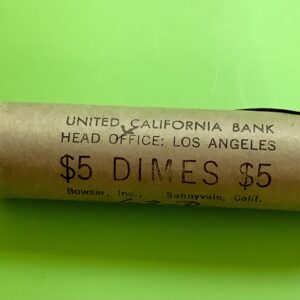 UNITED CALIFORNIA BANK
HEAD OFFICE: LOS ANGELES
$5 DIMES $5
Bowser, Inc., Sunnyvale, Calif.